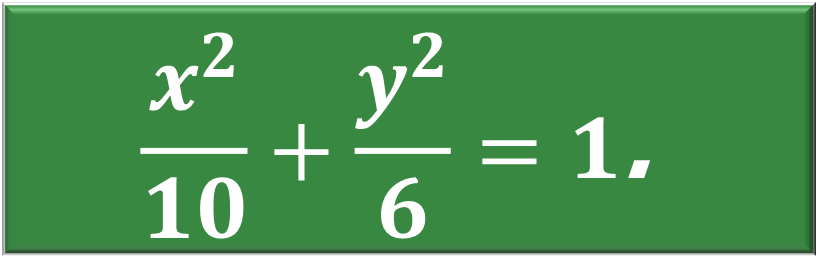 x²/10 + y²/6 = 1.